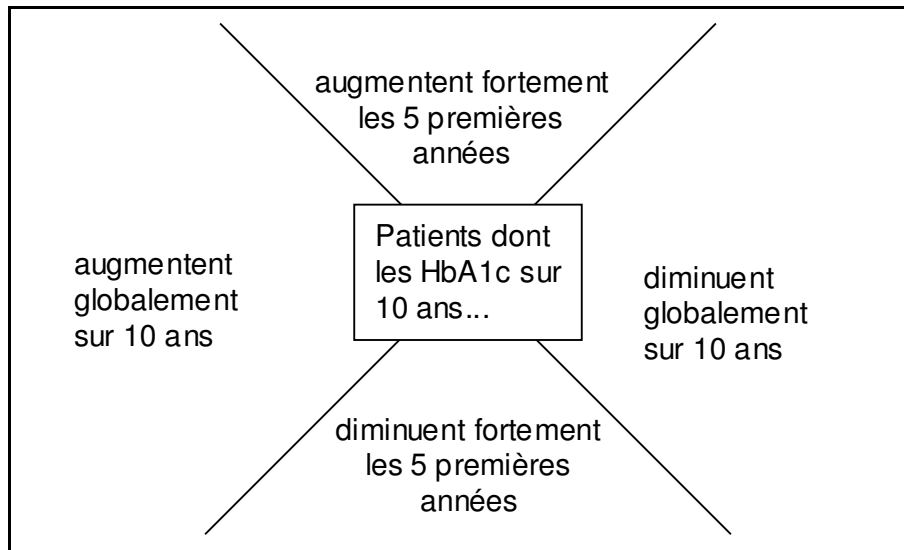 augmentent fortement
les 5 premières
années
Patients dont
les HbA1c sur
10 ans...
augmentent
globalement
sur 10 ans
diminuent
globalement
sur 10 ans
diminuent fortement
les 5 premières
années